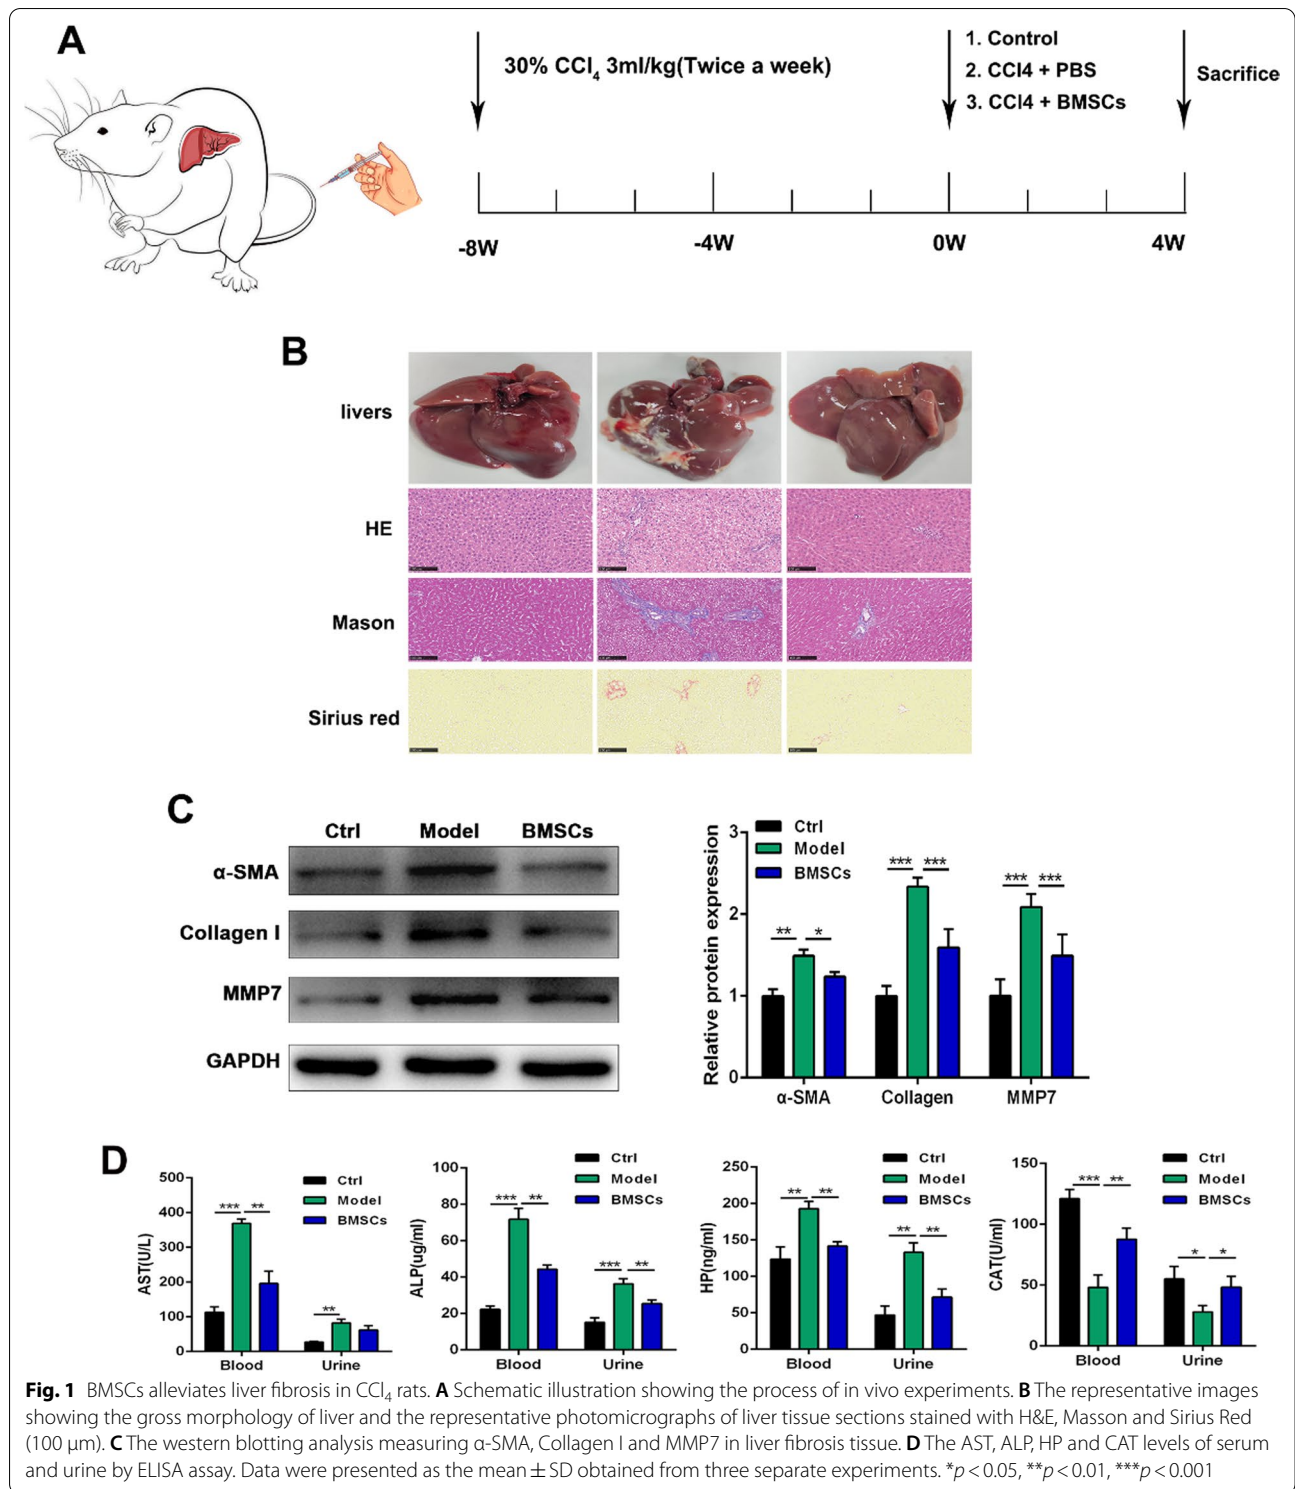 A
30% CCl4 3ml/kg(Twice a week)
1. Control
2. CCl4 + PBS
3. CCl4 + BMSCs
Sacrifice
-8W -4W 0W 4W
B
livers
HE
Mason
Sirius red
C
Ctrl Model BMSCs
α-SMA
Collagen I
MMP7
GAPDH
Relative protein expression
3
2
1
0
Ctrl
Model
BMSCs
** * *** *** *** ***
α-SMA Collagen MMP7
D
AST(U/L)
500
400
300
200
100
0
Ctrl
Model
BMSCs
*** ** **
Blood Urine
ALP(ug/ml)
100
80
60
40
20
0
Ctrl
Model
BMSCs
*** ** *** **
Blood Urine
HP(ng/ml)
250
200
150
100
50
0
Ctrl
Model
BMSCs
** ** ** **
Blood Urine
CAT(U/ml)
150
100
50
0
Ctrl
Model
BMSCs
*** ** * *
Blood Urine
Fig. 1 BMSCs alleviates liver fibrosis in CCl4 rats. A Schematic illustration showing the process of in vivo experiments. B The representative images
showing the gross morphology of liver and the representative photomicrographs of liver tissue sections stained with H&E, Masson and Sirius Red
(100 μm). C The western blotting analysis measuring α-SMA, Collagen I and MMP7 in liver fibrosis tissue. D The AST, ALP, HP and CAT levels of serum
and urine by ELISA assay. Data were presented as the mean ± SD obtained from three separate experiments. *p < 0.05, **p < 0.01, ***p < 0.001